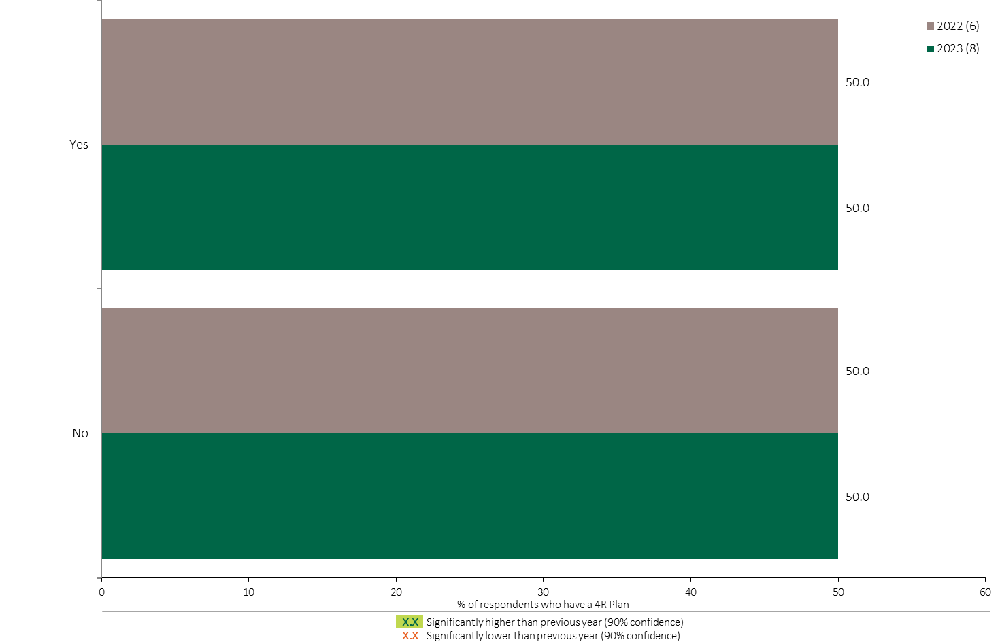 2022 (6)
2023 (8)
50.0
Yes
50.0
50.0
No
50.0
0 10 20 30 40 50 60
% of respondents who have a 4R Plan
X.X Significantly higher than previous year (90% confidence)
X.X Significantly lower than previous year (90% confidence)